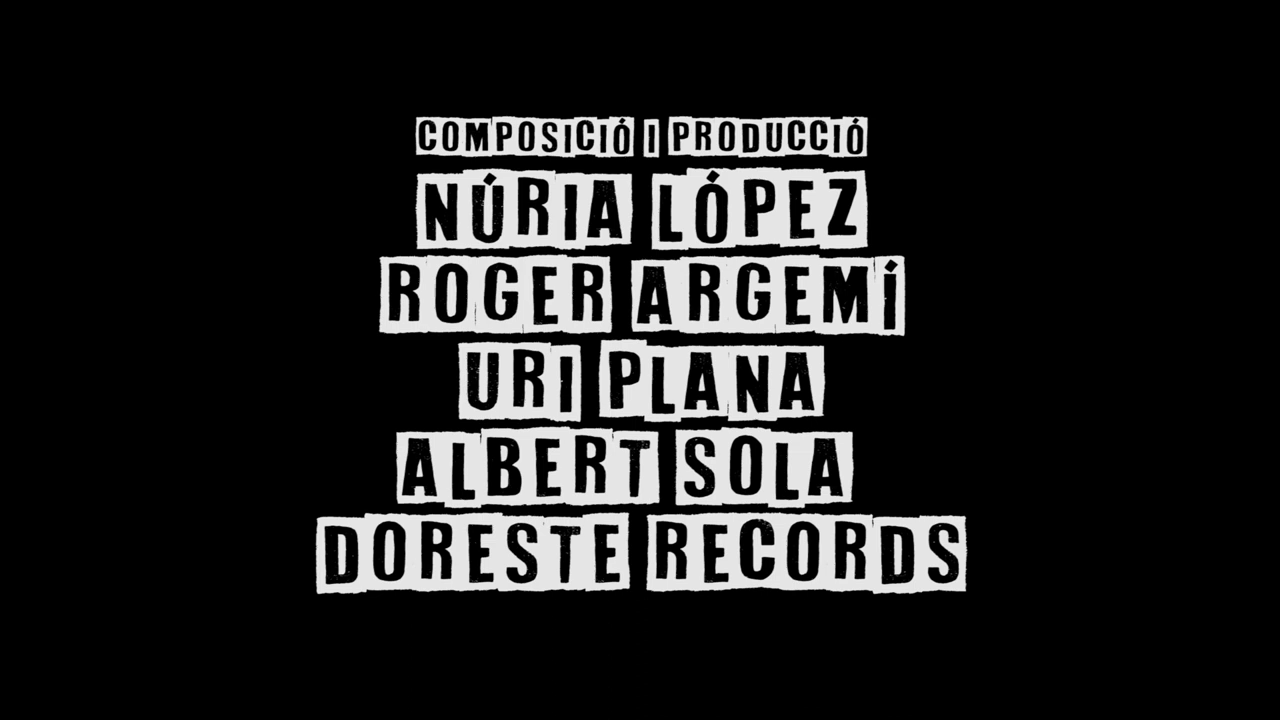 COMPOSICIÓ I PRODUCCIÓ
NÚRIA LÓPEZ
ROGER ARGEMÍ
URI PLANA
ALBERT SOLA
DORESTE RECORDS